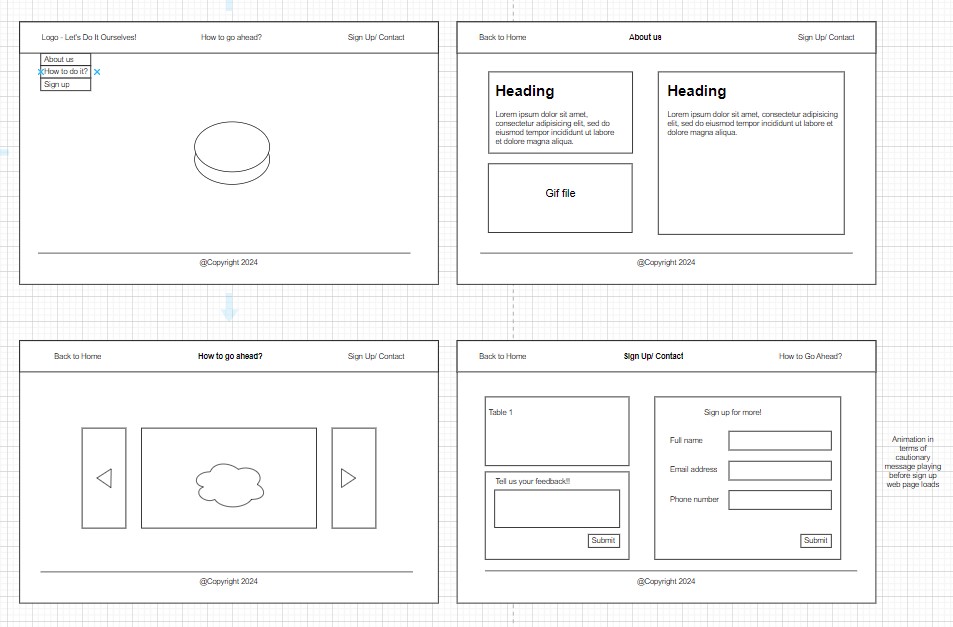 Logo - Let's Do It Ourselves!
How to go ahead?
Sign Up/ Contact
About us
How to do it?
Sign up
@Copyright 2024
Back to Home
About us
Sign Up/ Contact
Heading
Lorem ipsum dolor sit amet,
consectetur adipisicing
elit, sed do
eiusmod tempor incididunt ut labore
et dolore magna aliqua.
Gif file
Heading
Lorem ipsum dolor sit amet, consectetur adipisicing
elit, sed do eiusmod tempor incididunt ut labore et
dolore magna aliqua.
@Copyright 2024
Back to Home
How to go ahead?
Sign Up/ Contact
@Copyright 2024
Back to Home
Sign Up/ Contact
How to Go Ahead?
Table 1
Tell us your feedback!!
Submit
Sign up for more!
Full name
Email address
Phone number
Submit
@Copyright 2024
Animation in
terms of
cautionary
message playing
before sign up
web page loads